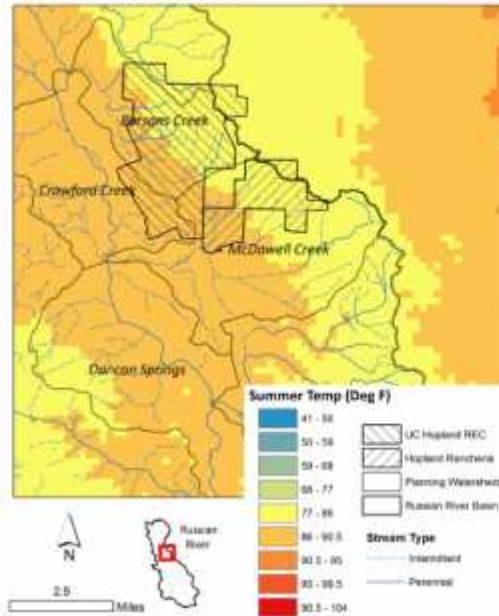 Parsons Creek
Crawford Creek
McDowell Creek
Duncan Springs
Summer Temp (Deg F)
41 - 50
50 - 59
59 - 68
68 - 77
77 - 86
86 - 90.5
90.5 - 95
95 - 99.5
99.5 - 104
UC Hopland REC
Hopland Rancheria
Planning Watersheds
Russian River Basin
Stream Type
Intermittent
Perennial
N
2.5
Miles
Russian
River